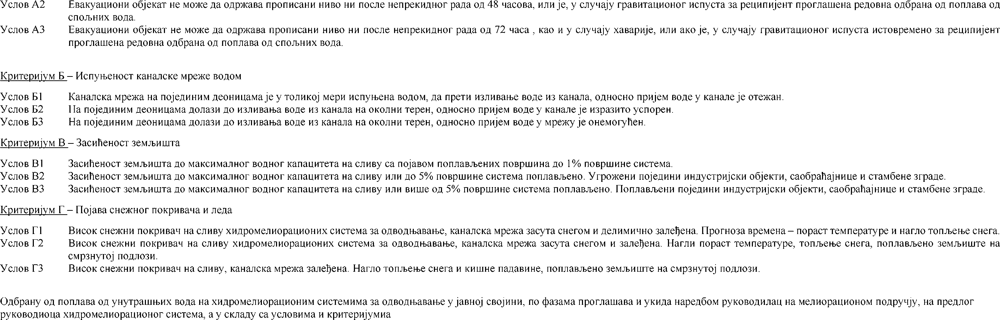 Услов А2 Евакуациони објекат не може да одржава прописани ниво ни после непрекидног рада од 48 часова, или је, у случају гравитационог испуста за реципијент проглашена редовна одбрана од поплава од
спољних вода.
Услов А3 Евакуациони објекат не може да одржава прописани ниво ни после непрекидног рада од 72 часа , као и у случају хаварије, или ако је, у случају гравитационог испуста истовремено за реципијент
проглашена редовна одбрана од поплава од спољних вода.
Критеријум Б – Испуњеност каналске мреже водом
Услов Б1 Каналска мрежа на појединим деоницама је у толикој мери испуњена водом, да прети изливање воде из канала, односно пријем воде у канале је отежан.
Услов Б2 На појединим деоницама долази до изливања воде из канала на околни терен, односно пријем воде у канале је изразито успорен.
Услов Б3 На појединим деоницама долази до изливања воде из канала на околни терен, односно пријем воде у мрежу је онемогућен.
Критеријум В – Засићеност земљишта
Услов В1 Засићеност земљишта до максималног водног капацитета на сливу са појавом поплављених површина до 1% површине система.
Услов В2 Засићеност земљишта до максималног водног капацитета на сливу или до 5% површине система поплављено. Угрожени поједини индустријски објекти, саобраћајнице и стамбене зграде.
Услов В3 Засићеност земљишта до максималног водног капацитета на сливу или више од 5% површине система поплављено. Поплављени поједини индустријски објекти, саобраћајнице и стамбене зграде.
Критеријум Г – Појава снежног покривача и леда
Услов Г1 Висок снежни покривач на сливу хидромелиорационих система за одводњавање, каналска мрежа засута снегом и делимично залеђена. Прогноза времена – пораст температуре и нагло топљење снега.
Услов Г2 Висок снежни покривач на сливу хидромелиорационих система за одводњавање, каналска мрежа засута снегом и залеђена. Нагли пораст температуре, топљење снега, поплављено земљиште на
смрзнутој подлози.
Услов Г3 Висок снежни покривач на сливу, каналска мрежа залеђена. Нагло топљење снега и кишне падавине, поплављено земљиште на смрзнутој подлози.
Одбрану од поплава од унутрашњих вода на хидромелиорационим системима за одводњавање у јавној својини, по фазама проглашава и укида наредбом руководилац на мелиорационом подручју, на предлог
руководиоца хидромелиорационог система, а у складу са условима и критеријумиа